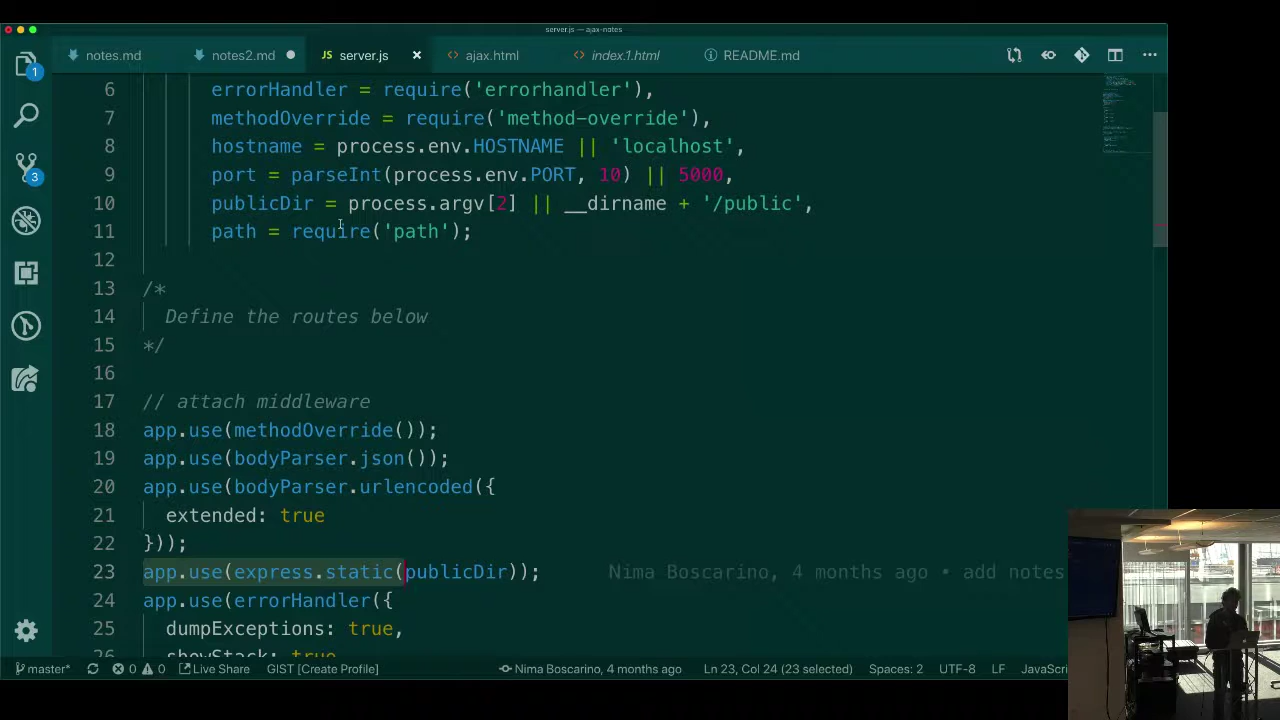 server.js — ajax-notes
notes.md
notes2.md
JS server.js
<> ajax.html
<> index.1.html
README.md
1
3
6 errorHandler = require('errorhandler'),
7 methodOverride = require('method-override'),
8 hostname = process.env.HOSTNAME || 'localhost',
9 port = parseInt(process.env.PORT, 10) || 5000,
10 publicDir = process.argv[2] || __dirname + '/public',
11 path = require('path');
12
13 /*
14 Define the routes below
15 */
16
17 // attach middleware
18 app.use(methodOverride());
19 app.use(bodyParser.json());
20 app.use(bodyParser.urlencoded({
21 extended: true
22 }));
23 app.use(express.static(publicDir)); Nima Boscarino, 4 months ago • add notes
24 app.use(errorHandler({
25 dumpExceptions: true,
26 showStack: true
master* 0 0 Live Share GIST [Create Profile] Nima Boscarino, 4 months ago Ln 23, Col 24 (23 selected) Spaces: 2 UTF-8 LF JavaScri